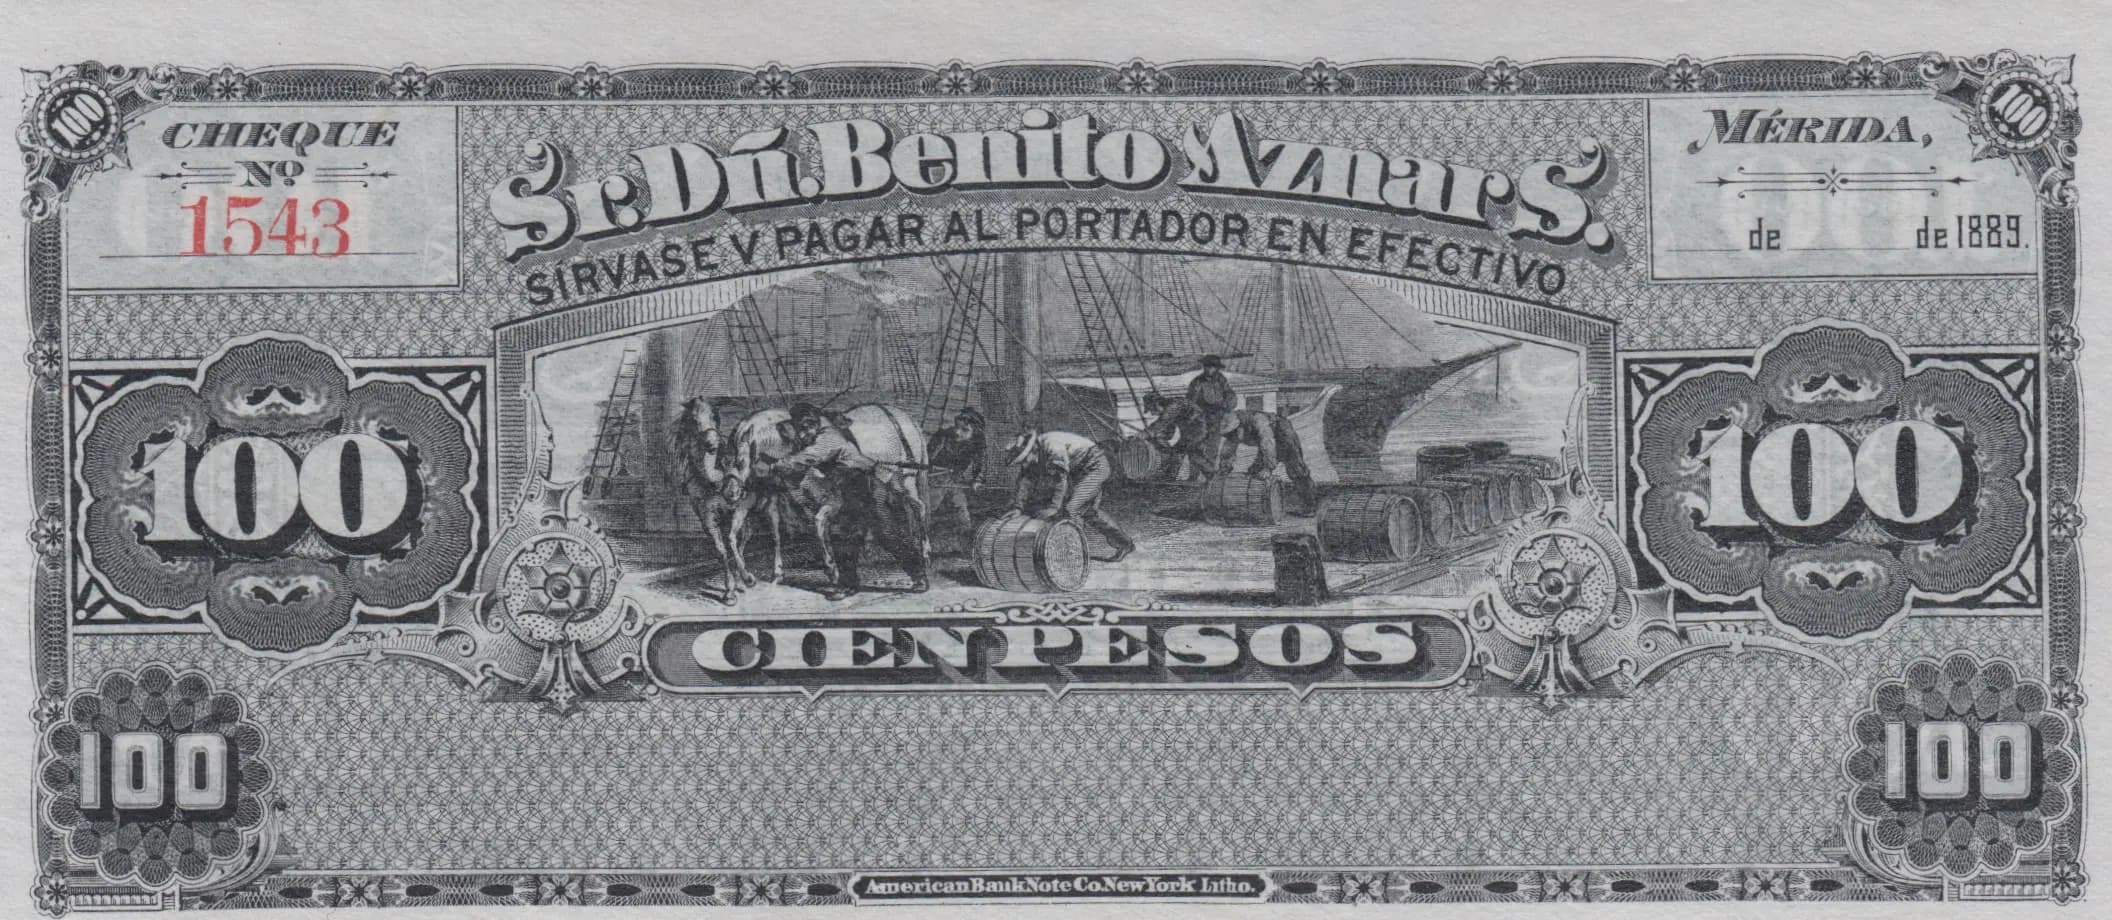 100
100
CHEQUE
Nº
1543
Sr. Dn̄. Benito Aznar S.
SIRVASE V PAGAR AL PORTADOR EN EFECTIVO
MÉRIDA,
de de 1889.
100
100
CIEN PESOS
100
100
American Bank Note Co. New York Litho.